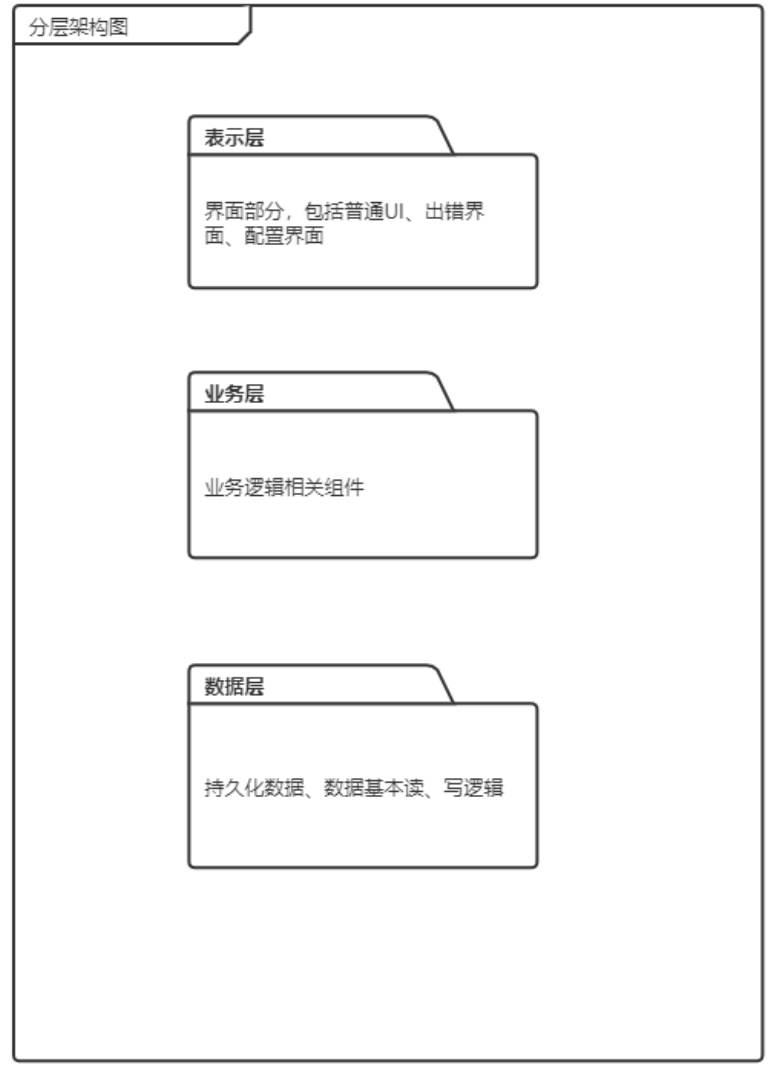 分层架构图
表示层
界面部分，包括普通UI、出错界
面、配置界面
业务层
业务逻辑相关组件
数据层
持久化数据、数据基本读、写逻辑